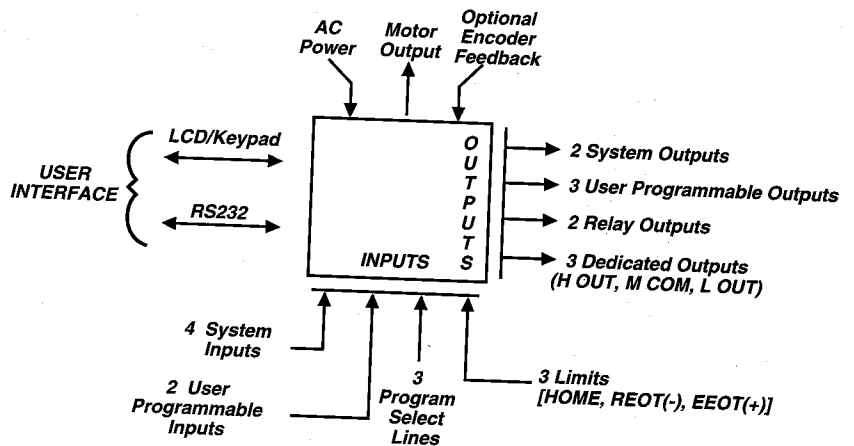 AC
Power
Motor
Output
Optional
Encoder
Feedback
USER
INTERFACE
LCD/Keypad
RS232
OUTPUTS
INPUTS
2 System Outputs
3 User Programmable Outputs
2 Relay Outputs
3 Dedicated Outputs
(H OUT, M COM, L OUT)
4 System
Inputs
2 User
Programmable
Inputs
3
Program
Select
Lines
3 Limits
[HOME, REOT(-), EEOT(+)]